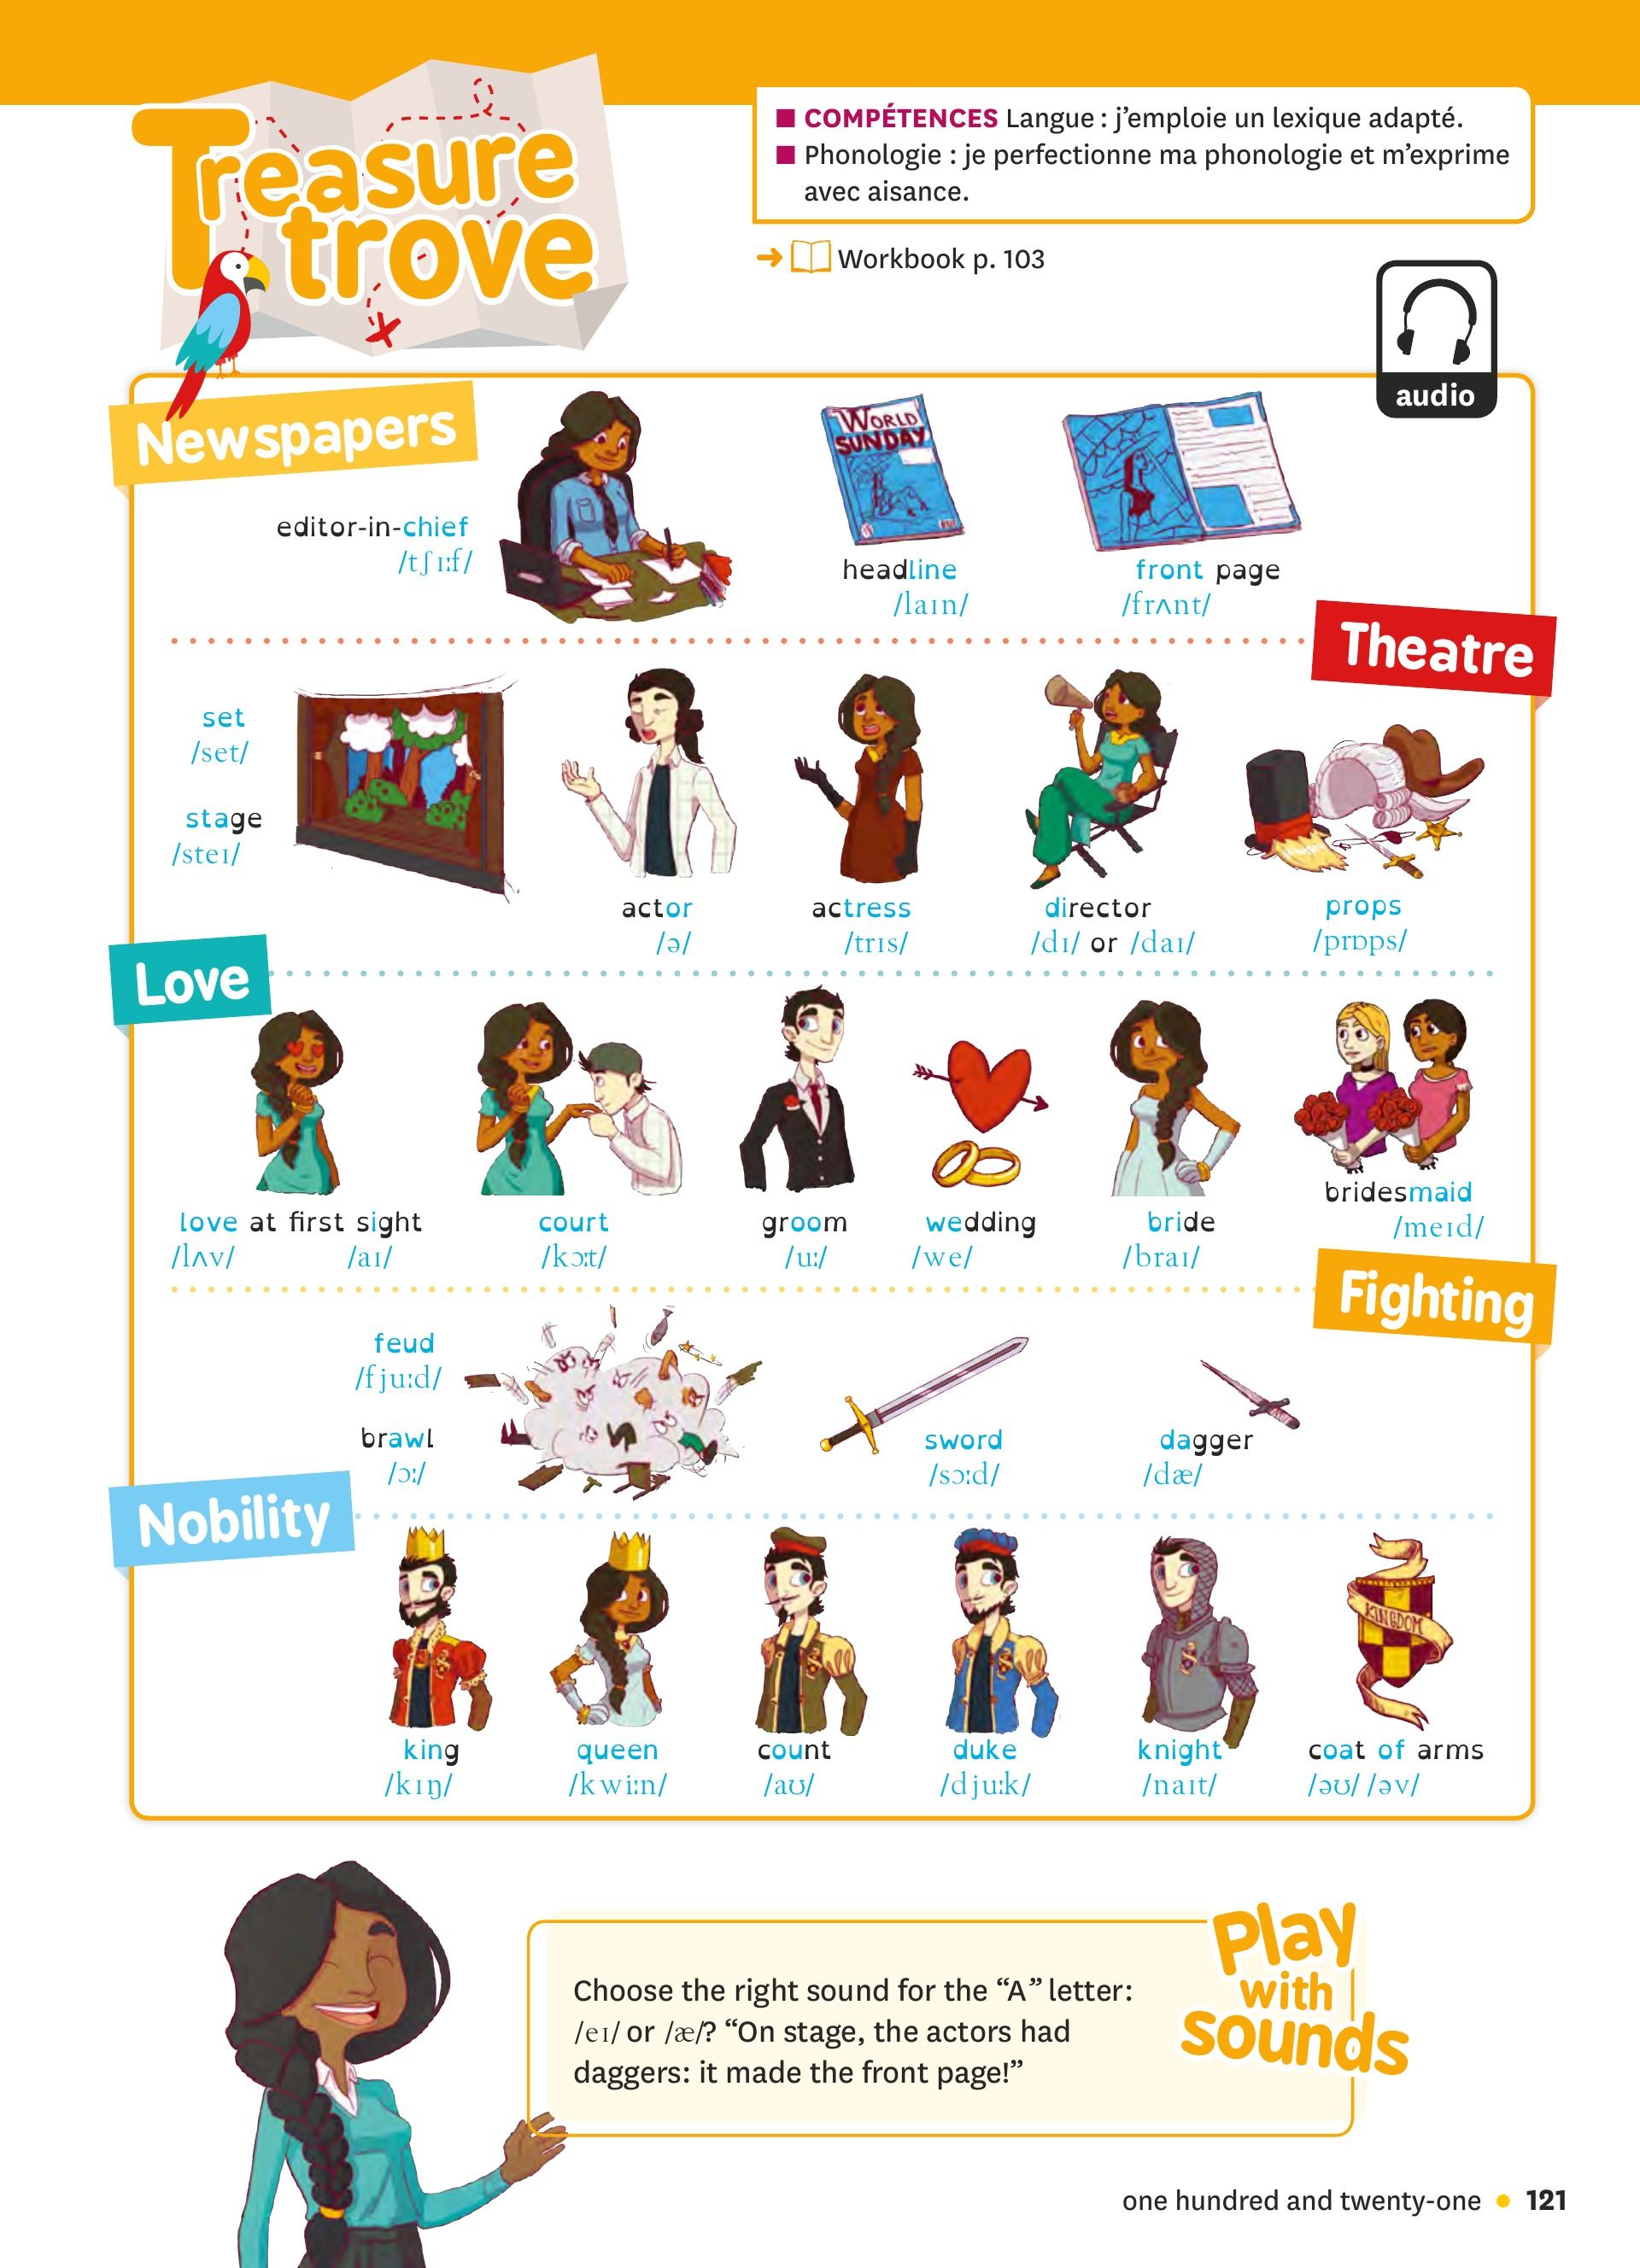 Treasure
trove
■ COMPÉTENCES Langue : j’emploie un lexique adapté.
■ Phonologie : je perfectionne ma phonologie et m’exprime
avec aisance.
➜ Workbook p. 103
audio
Newspapers
editor-in-chief
/tʃɪːf/
WORLD
SUNDAY
headline
/laɪn/
front page
/frʌnt/
Theatre
set
/set/
stage
/steɪ/
actor
/ə/
actress
/trɪs/
director
/dɪ/ or /daɪ/
props
/prɒps/
Love
love at first sight
/lʌv/ /aɪ/
court
/kɔːt/
groom
/uː/
wedding
/we/
bride
/braɪ/
bridesmaid
/meɪd/
Fighting
feud
/fjuːd/
brawl
/ɔː/
sword
/sɔːd/
dagger
/dæ/
Nobility
king
/kɪŋ/
queen
/kwiːn/
count
/aʊ/
duke
/djuːk/
knight
/naɪt/
KINGDOM
coat of arms
/əʊ/ /əv/
Play
with
sounds
Choose the right sound for the “A” letter:
/eɪ/ or /æ/? “On stage, the actors had
daggers: it made the front page!”
one hundred and twenty-one • 121